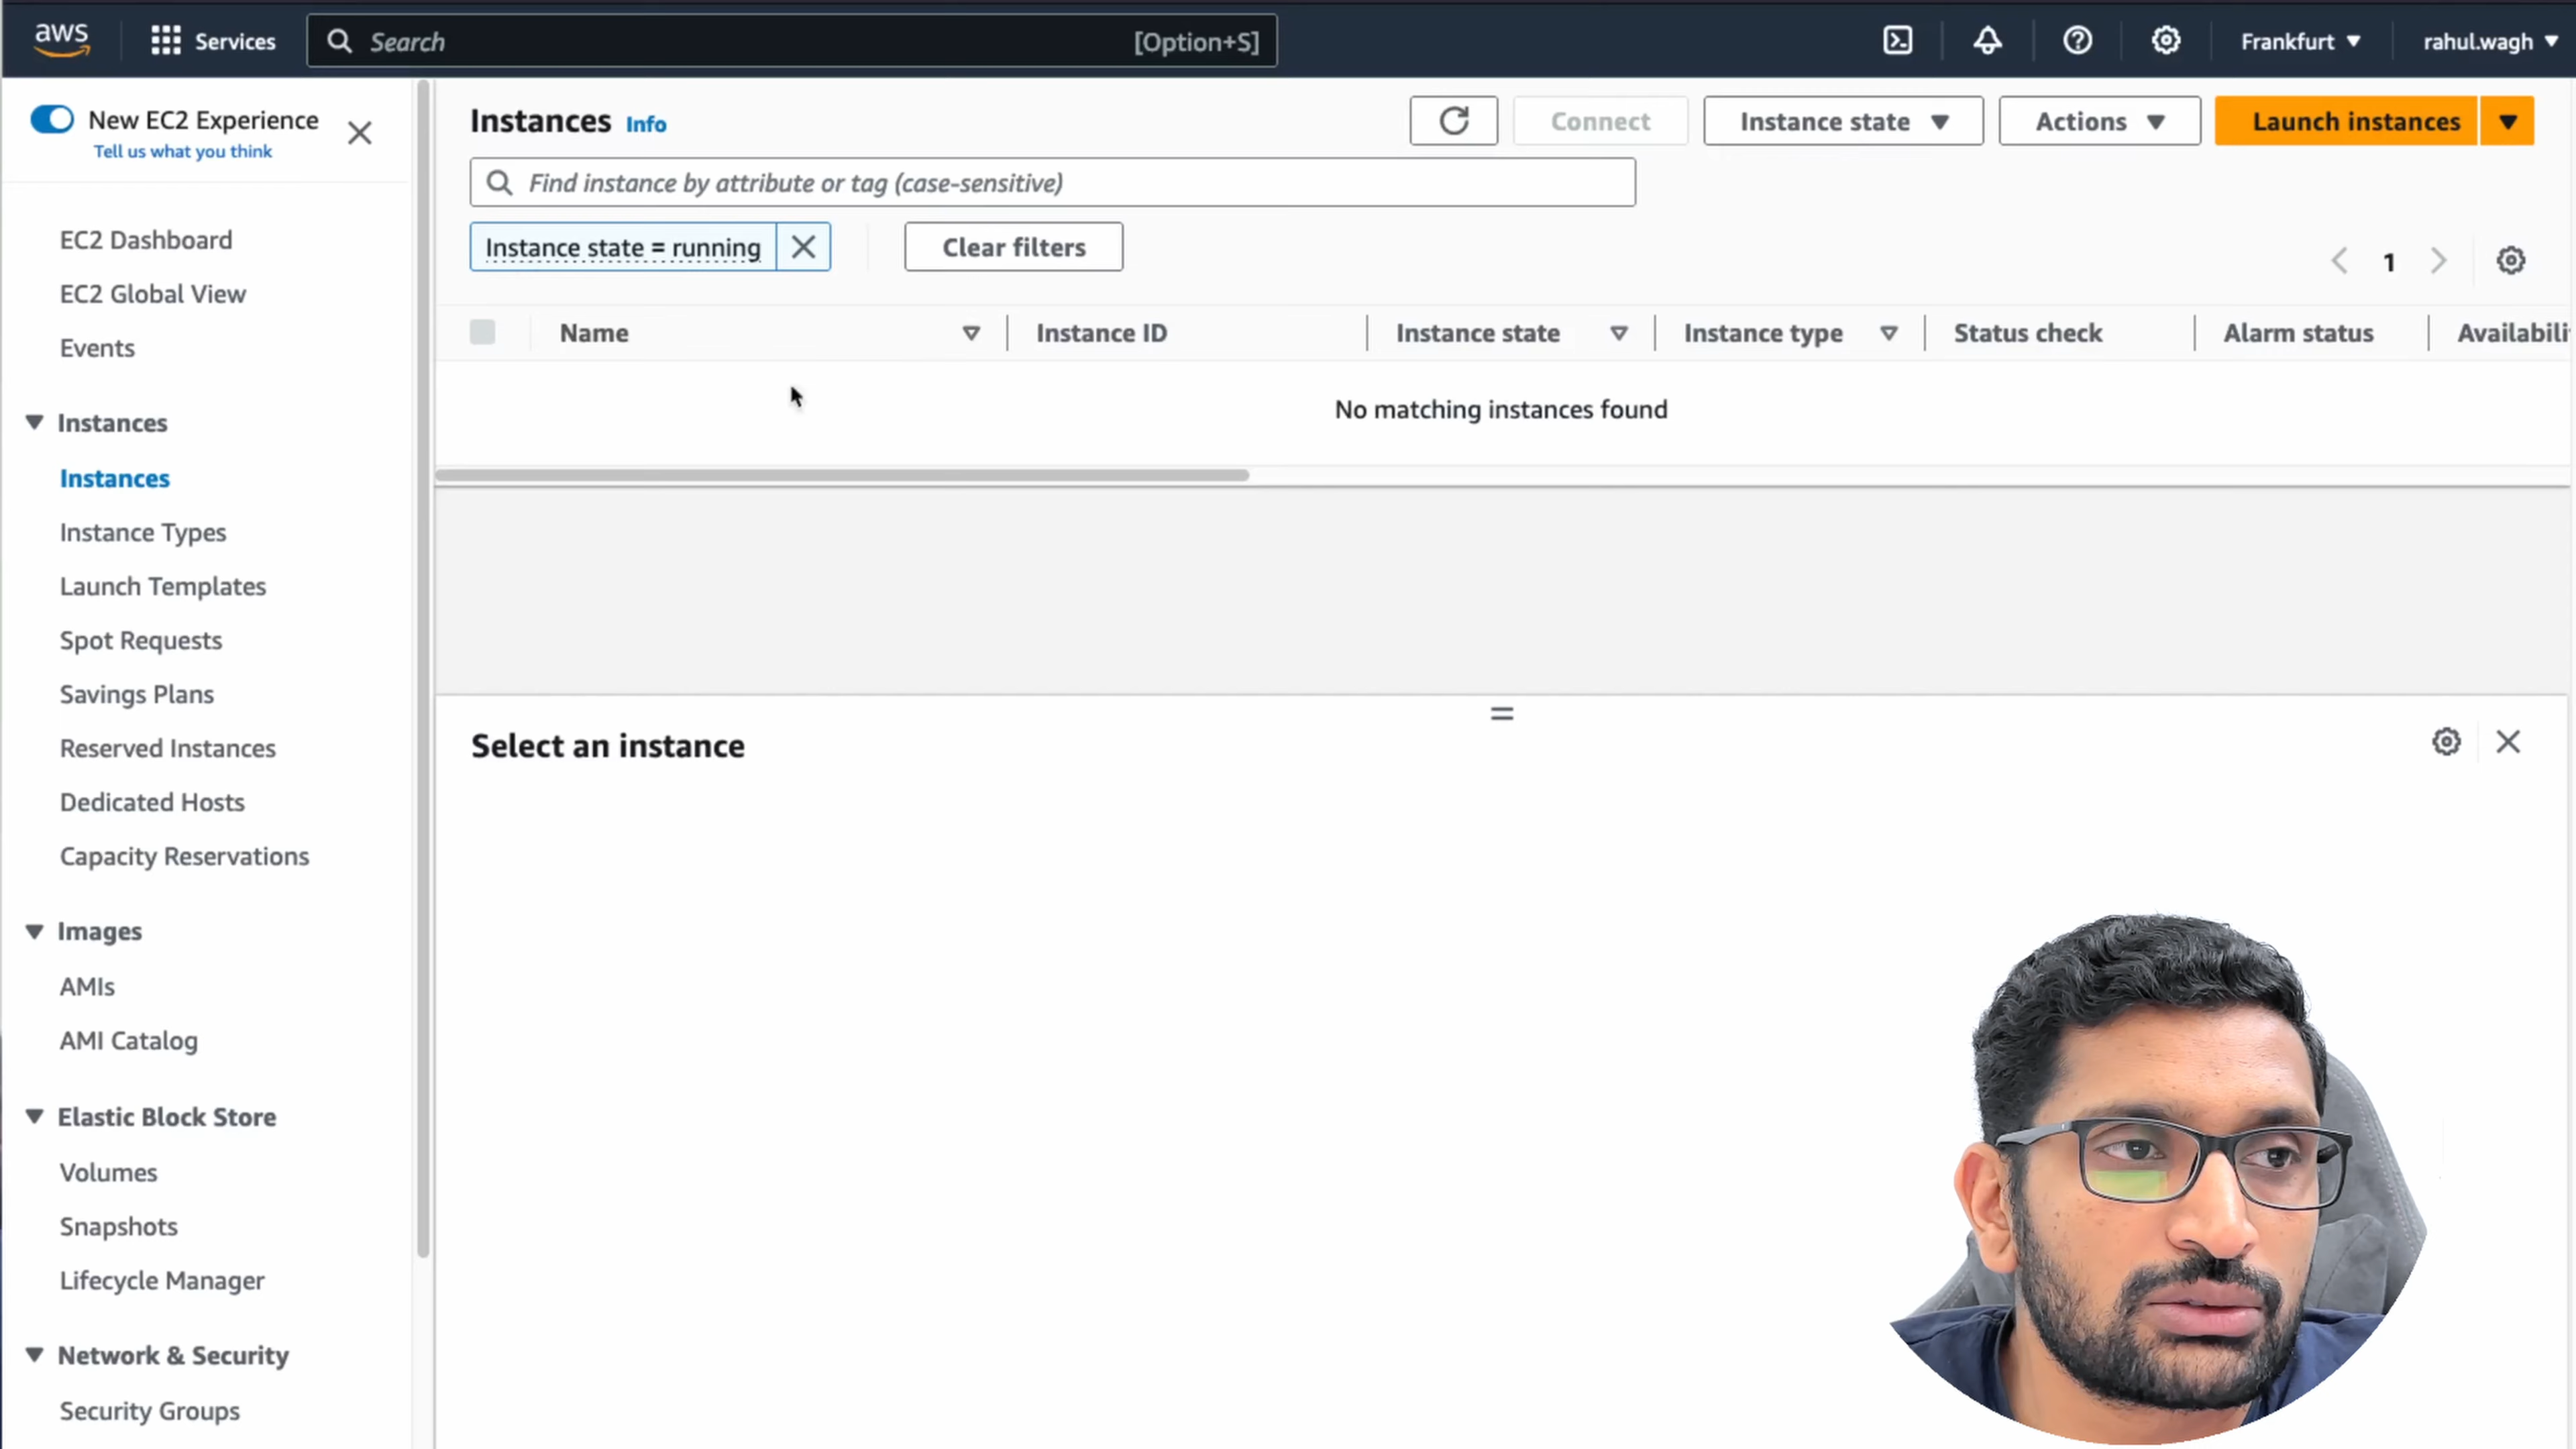 aws
Services
Search [Option+S]
Frankfurt
rahul.wagh
New EC2 Experience
Tell us what you think
EC2 Dashboard
EC2 Global View
Events
Instances
Instances
Instance Types
Launch Templates
Spot Requests
Savings Plans
Reserved Instances
Dedicated Hosts
Capacity Reservations
Images
AMIs
AMI Catalog
Elastic Block Store
Volumes
Snapshots
Lifecycle Manager
Network & Security
Security Groups
Instances Info
Connect
Instance state
Actions
Launch instances
Find instance by attribute or tag (case-sensitive)
Instance state = running
Clear filters
1
Name Instance ID Instance state Instance type Status check Alarm status Availabili
No matching instances found
Select an instance